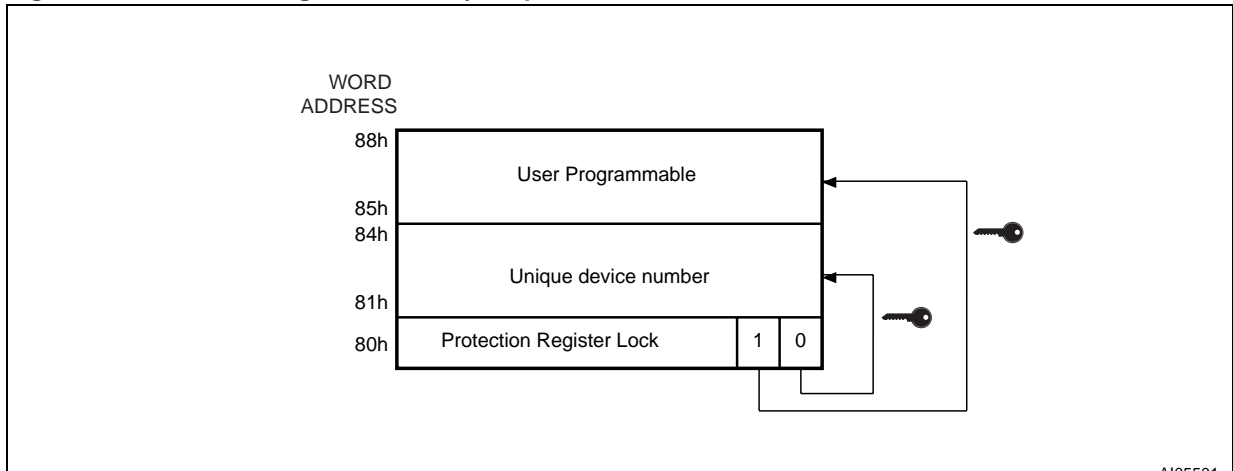 WORD
ADDRESS
88h
User Programmable
85h
84h
Unique device number
81h
80h
Protection Register Lock
1
0